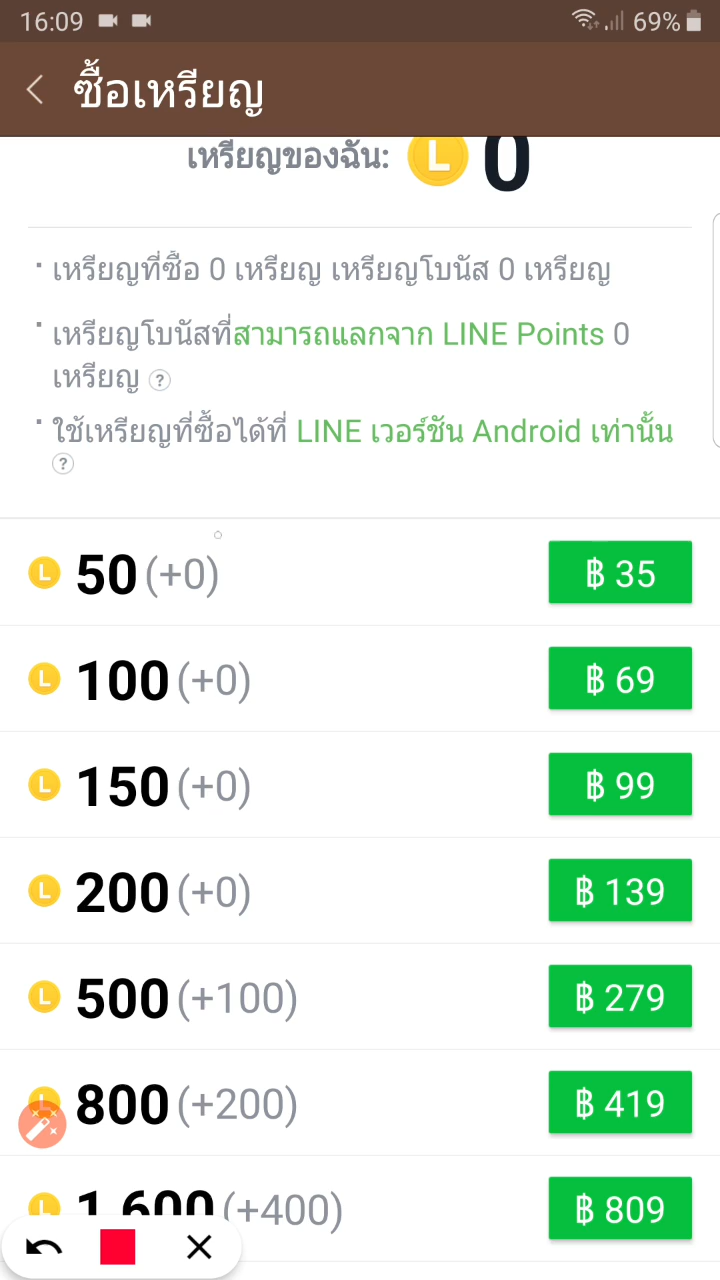 16:09 69%
ซื้อเหรียญ
เหรียญของฉัน: L 0
· เหรียญที่ซื้อ 0 เหรียญ เหรียญโบนัส 0 เหรียญ
· เหรียญโบนัสที่สามารถแลกจาก LINE Points 0
เหรียญ ?
· ใช้เหรียญที่ซื้อได้ที่ LINE เวอร์ชัน Android เท่านั้น
?
L 50 (+0) ฿ 35
L 100 (+0) ฿ 69
L 150 (+0) ฿ 99
L 200 (+0) ฿ 139
L 500 (+100) ฿ 279
L 800 (+200) ฿ 419
L 1,600 (+400) ฿ 809